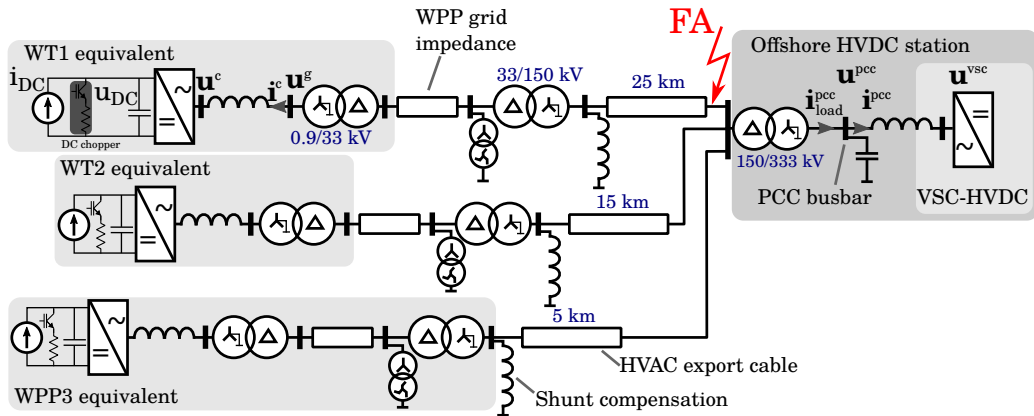 WPP grid
impedance
FA
WT1 equivalent
Offshore HVDC station
i_DC
u_DC
u^c
i^c
u^g
33/150 kV
25 km
u^pcc
u^vsc
i^pcc_load
i^pcc
DC chopper
0.9/33 kV
150/333 kV
WT2 equivalent
15 km
PCC busbar
VSC-HVDC
5 km
HVAC export cable
WPP3 equivalent
Shunt compensation